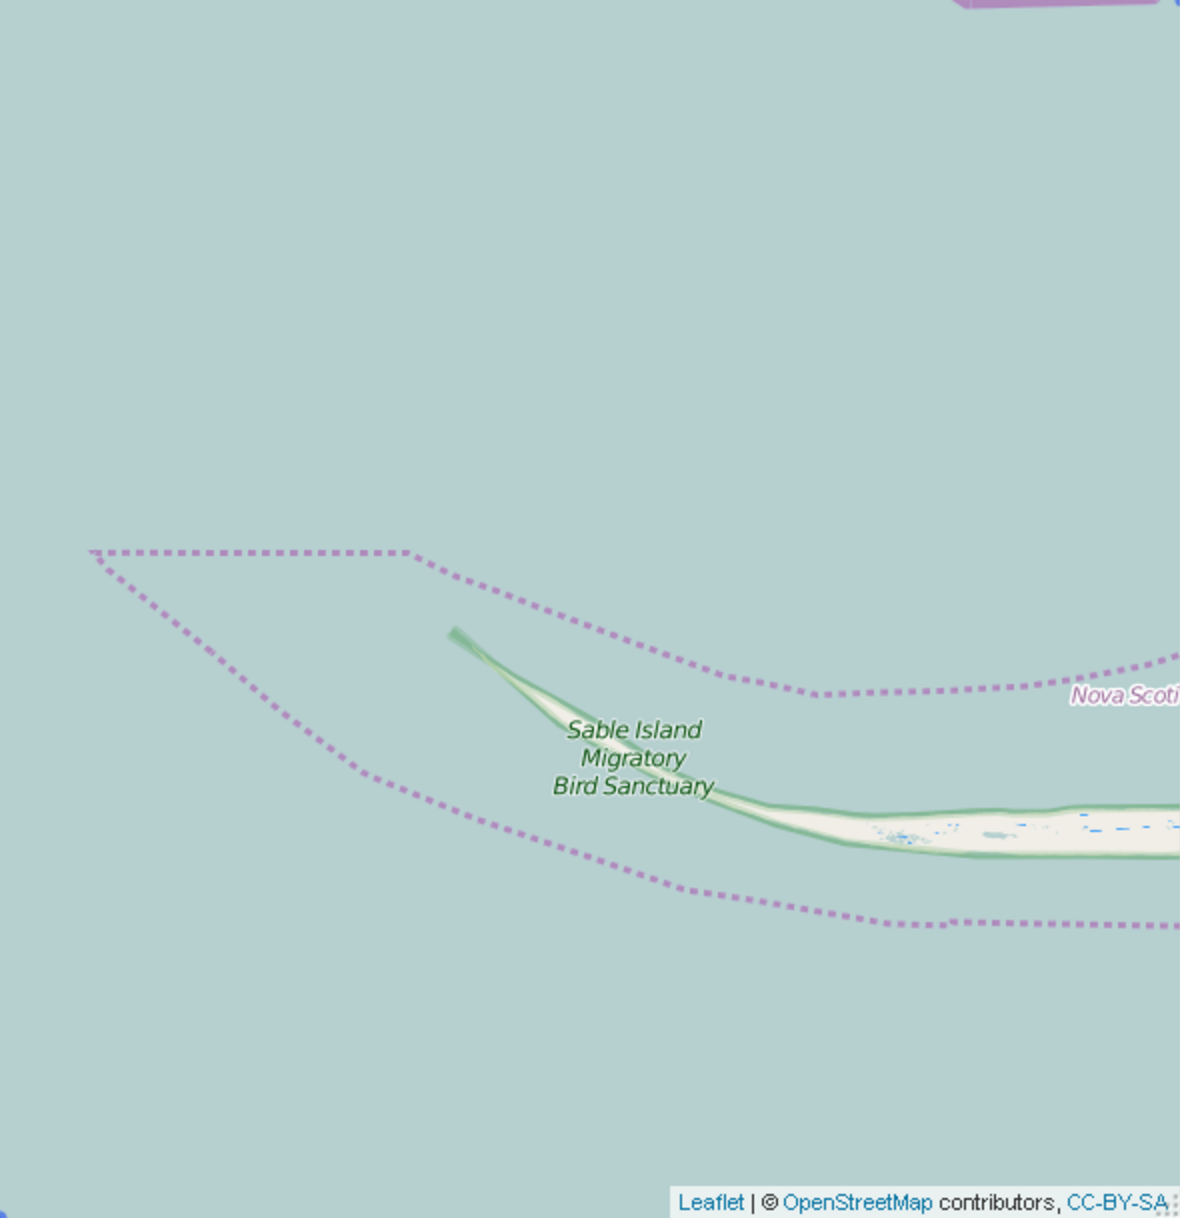 Nova Scoti
Sable Island
Migratory
Bird Sanctuary
Leaflet | © OpenStreetMap contributors, CC-BY-SA